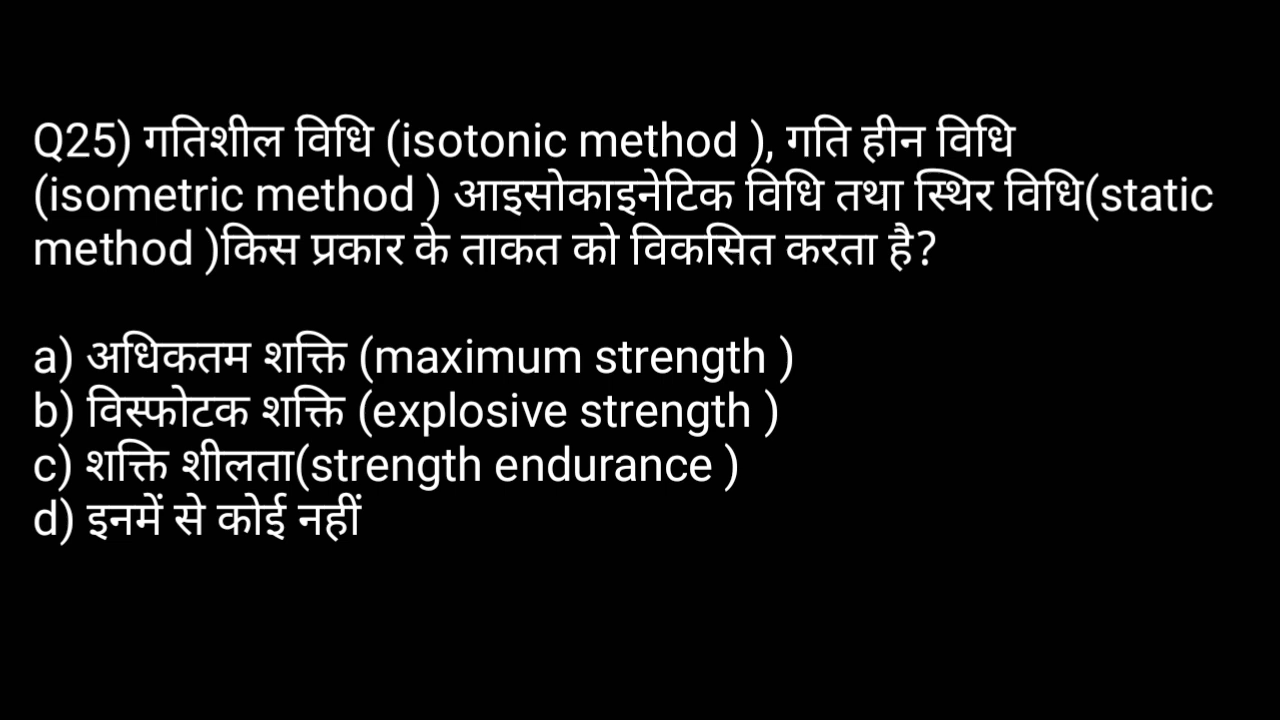 Q25) गतिशील विधि (isotonic method ), गति हीन विधि
(isometric method ) आइसोकाइनेटिक विधि तथा स्थिर विधि(static
method )किस प्रकार के ताकत को विकसित करता है?
a) अधिकतम शक्ति (maximum strength )
b) विस्फोटक शक्ति (explosive strength )
c) शक्ति शीलता(strength endurance )
d) इनमें से कोई नहीं